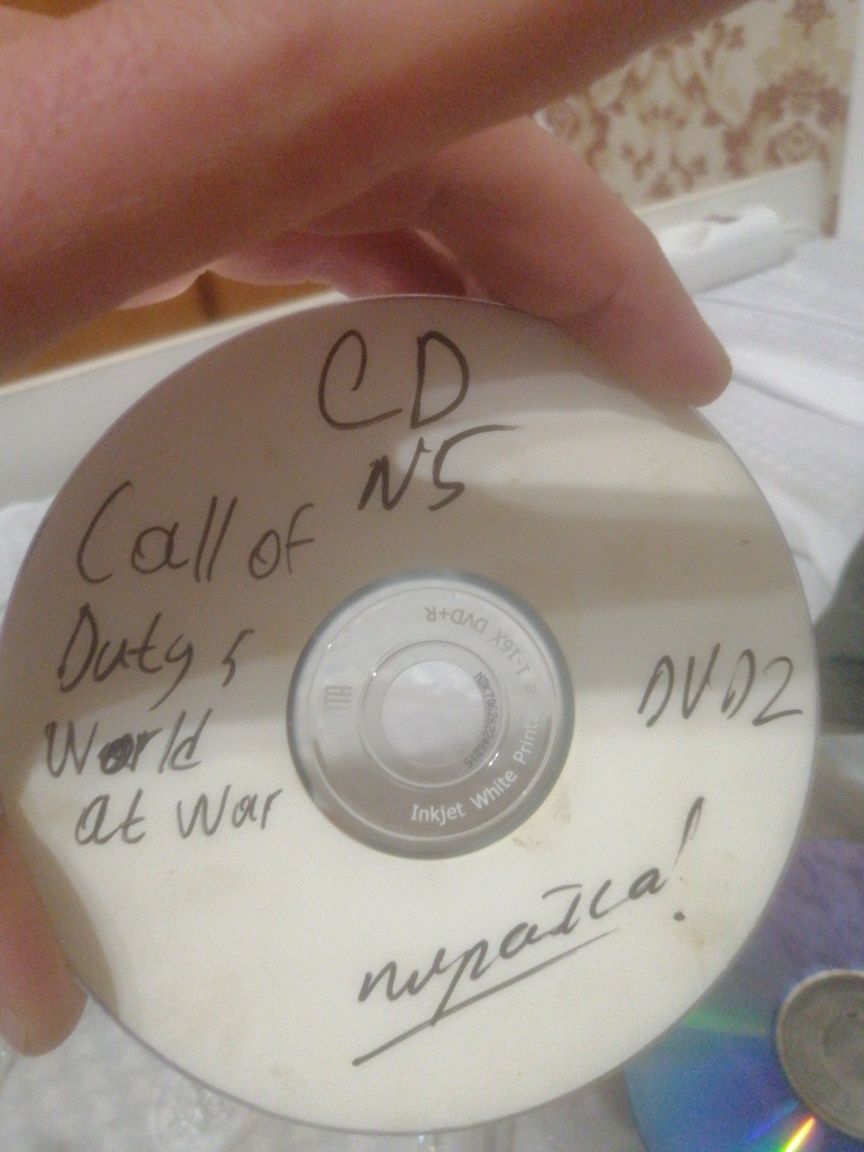 CD
N5
Call of
Duty 5
World
at War
DVD2
пиратка!
1-16X DVD+R
Inkjet White Printa